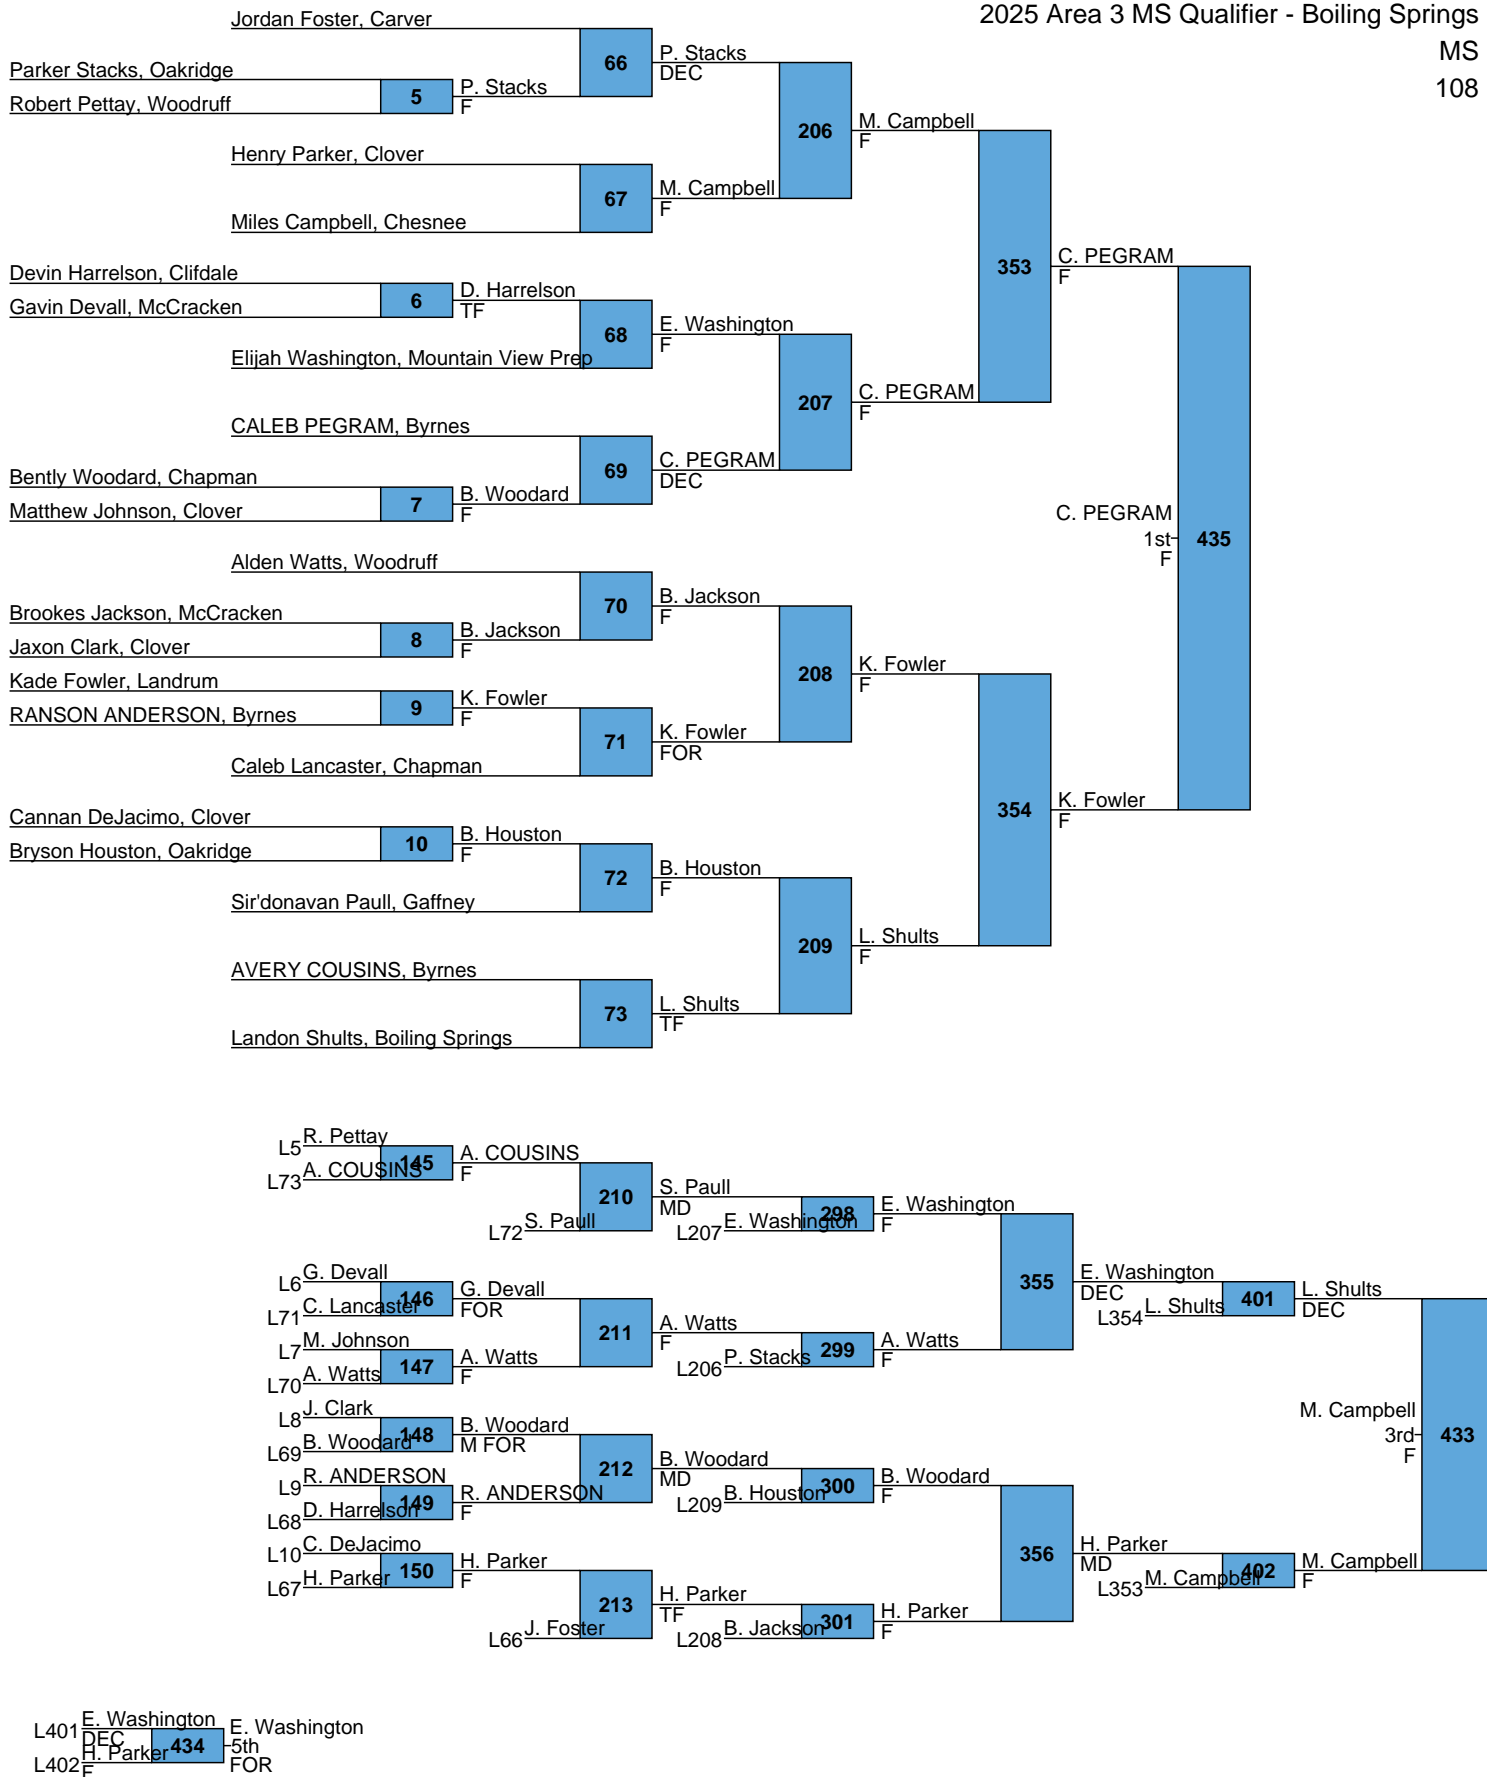 2025 Area 3 MS Qualifier - Boiling Springs
MS
108
Jordan Foster, Carver
66
P. Stacks
DEC
Parker Stacks, Oakridge
5
P. Stacks
F
Robert Pettay, Woodruff
206
M. Campbell
F
Henry Parker, Clover
67
M. Campbell
F
Miles Campbell, Chesnee
353
C. PEGRAM
F
Devin Harrelson, Clifdale
6
D. Harrelson
TF
Gavin Devall, McCracken
68
E. Washington
F
Elijah Washington, Mountain View Prep
207
C. PEGRAM
F
CALEB PEGRAM, Byrnes
69
C. PEGRAM
DEC
Bently Woodard, Chapman
7
B. Woodard
F
Matthew Johnson, Clover
C. PEGRAM
1st
F
435
Alden Watts, Woodruff
70
B. Jackson
F
Brookes Jackson, McCracken
8
B. Jackson
F
Jaxon Clark, Clover
208
K. Fowler
F
Kade Fowler, Landrum
9
K. Fowler
F
RANSON ANDERSON, Byrnes
71
K. Fowler
FOR
Caleb Lancaster, Chapman
354
K. Fowler
F
Cannan DeJacimo, Clover
10
B. Houston
F
Bryson Houston, Oakridge
72
B. Houston
F
Sir'donavan Paull, Gaffney
209
L. Shults
F
AVERY COUSINS, Byrnes
73
L. Shults
TF
Landon Shults, Boiling Springs
L5 R. Pettay
145
A. COUSINS
F
L73 A. COUSINS
210
S. Paull
MD
L72 S. Paull
298
E. Washington
F
L207 E. Washington
355
E. Washington
DEC
L6 G. Devall
146
G. Devall
FOR
L71 C. Lancaster
211
A. Watts
F
L7 M. Johnson
147
A. Watts
F
L70 A. Watts
299
A. Watts
F
L206 P. Stacks
401
L. Shults
DEC
L354 L. Shults
L8 J. Clark
148
B. Woodard
M FOR
L69 B. Woodard
212
B. Woodard
MD
L9 R. ANDERSON
149
R. ANDERSON
F
L68 D. Harrelson
300
B. Woodard
F
L209 B. Houston
356
H. Parker
MD
L10 C. DeJacimo
150
H. Parker
F
L67 H. Parker
213
H. Parker
TF
L66 J. Foster
301
H. Parker
F
L208 B. Jackson
402
M. Campbell
F
L353 M. Campbell
M. Campbell
3rd
F
433
L401 E. Washington
DEC
434
E. Washington
5th
FOR
L402 H. Parker
F